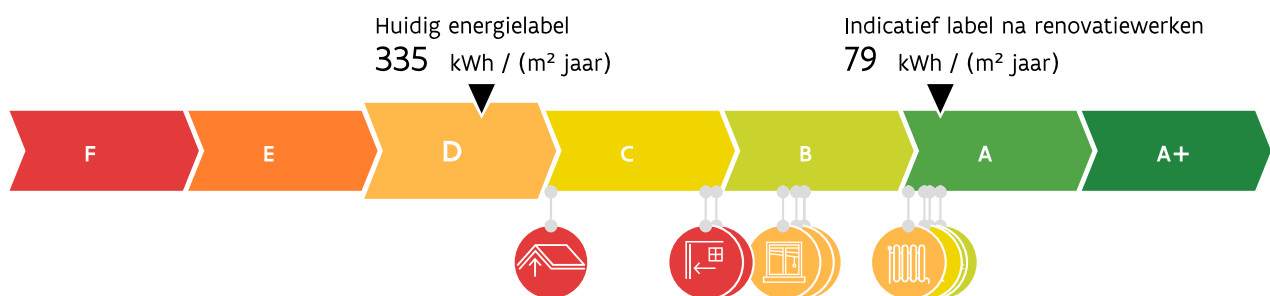 Huidig energielabel
335 kWh / (m² jaar)
Indicatief label na renovatiewerken
79 kWh / (m² jaar)
F
E
D
C
B
A
A+